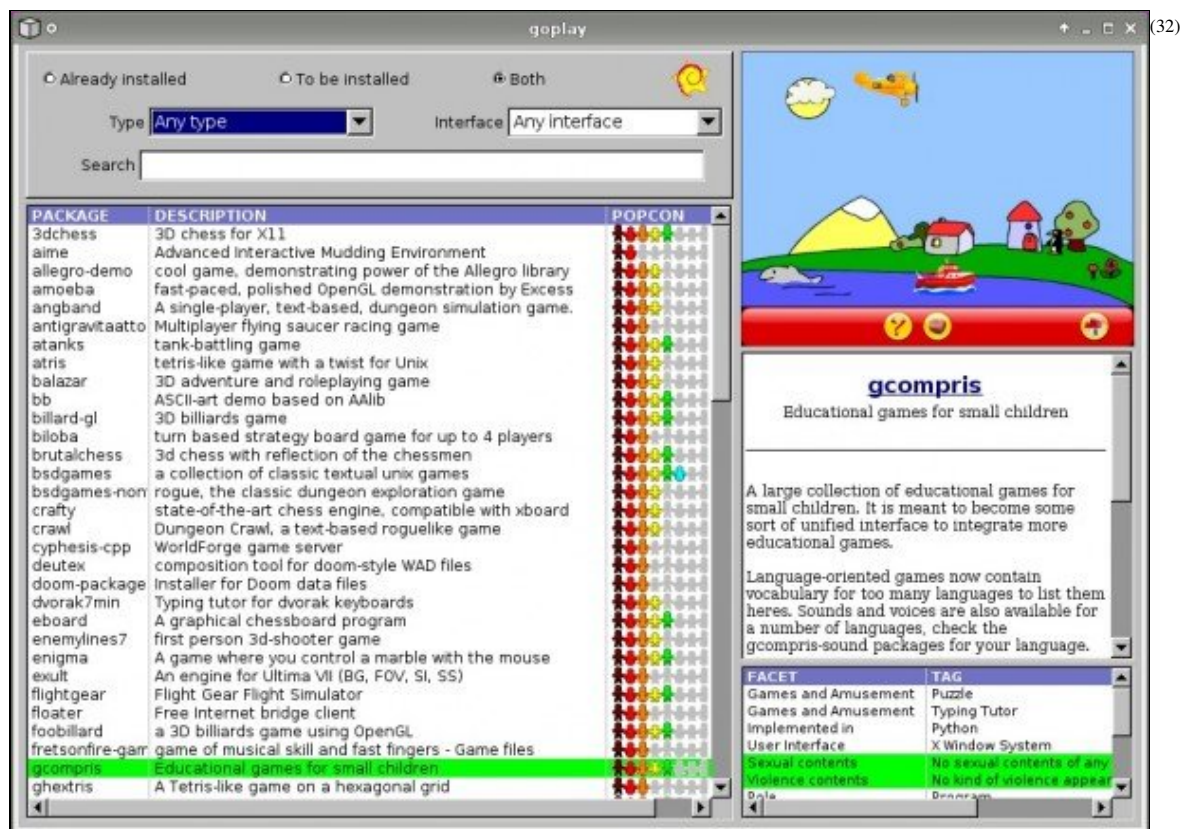 goplay
(32)
Already installed To be installed Both
Type Any type Interface Any interface
Search
PACKAGE DESCRIPTION POPCON
3dchess 3D chess for X11
aime Advanced Interactive Mudding Environment
allegro-demo cool game, demonstrating power of the Allegro library
amoeba fast-paced, polished OpenGL demonstration by Excess
angband A single-player, text-based, dungeon simulation game.
antigravitaatto Multiplayer flying saucer racing game
atanks tank-battling game
atris tetris-like game with a twist for Unix
balazar 3D adventure and roleplaying game
bb ASCII-art demo based on AAlib
billard-gl 3D billiards game
biloba turn based strategy board game for up to 4 players
brutalchess 3d chess with reflection of the chessmen
bsdgames a collection of classic textual unix games
bsdgames-non rogue, the classic dungeon exploration game
crafty state-of-the-art chess engine, compatible with xboard
crawl Dungeon Crawl, a text-based roguelike game
cyphesis-cpp WorldForge game server
deutex composition tool for doom-style WAD files
doom-package Installer for Doom data files
dvorak7min Typing tutor for dvorak keyboards
eboard A graphical chessboard program
enemylines7 first person 3d-shooter game
enigma A game where you control a marble with the mouse
exult An engine for Ultima VII (BG, FOV, SI, SS)
flightgear Flight Gear Flight Simulator
floater Free Internet bridge client
foobillard a 3D billiards game using OpenGL
fretsonfire-gam game of musical skill and fast fingers - Game files
gcompris Educational games for small children
ghextris A Tetris-like game on a hexagonal grid
gcompris
Educational games for small children
A large collection of educational games for
small children. It is meant to become some
sort of unified interface to integrate more
educational games.
Language-oriented games now contain
vocabulary for too many languages to list them
heres. Sounds and voices are also available for
a number of languages, check the
gcompris-sound packages for your language.
FACET TAG
Games and Amusement Puzzle
Games and Amusement Typing Tutor
Implemented in Python
User Interface X Window System
Sexual contents No sexual contents of any
Violence contents No kind of violence appear
Role Program